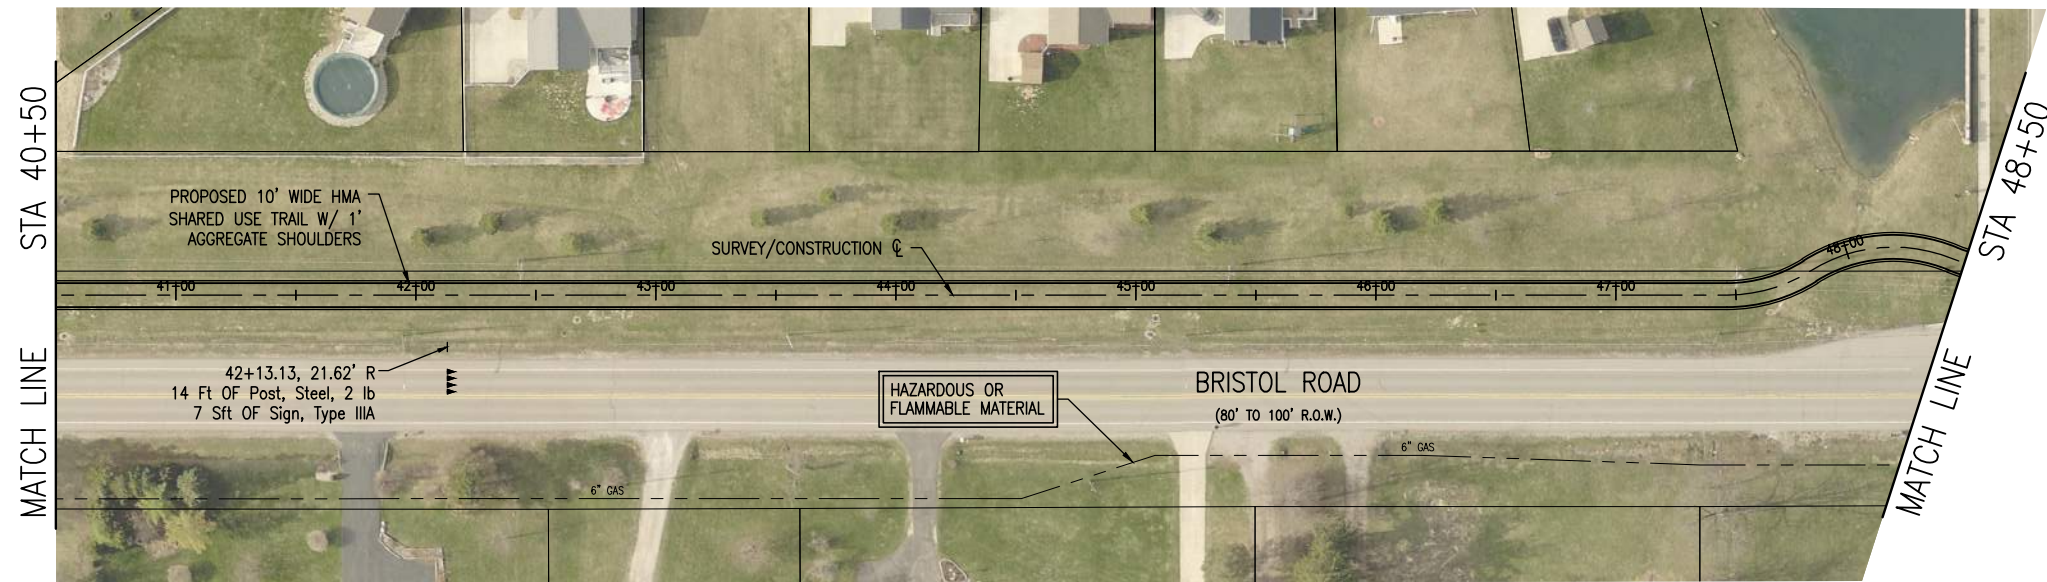 MATCH LINE STA 40+50
PROPOSED 10' WIDE HMA
SHARED USE TRAIL W/ 1'
AGGREGATE SHOULDERS
SURVEY/CONSTRUCTION ℄
41+00 42+00 43+00 44+00 45+00 46+00 47+00 48+00
42+13.13, 21.62' R
14 Ft OF Post, Steel, 2 lb
7 Sft OF Sign, Type IIIA
HAZARDOUS OR
FLAMMABLE MATERIAL
BRISTOL ROAD
(80' TO 100' R.O.W.)
6" GAS
6" GAS
MATCH LINE STA 48+50